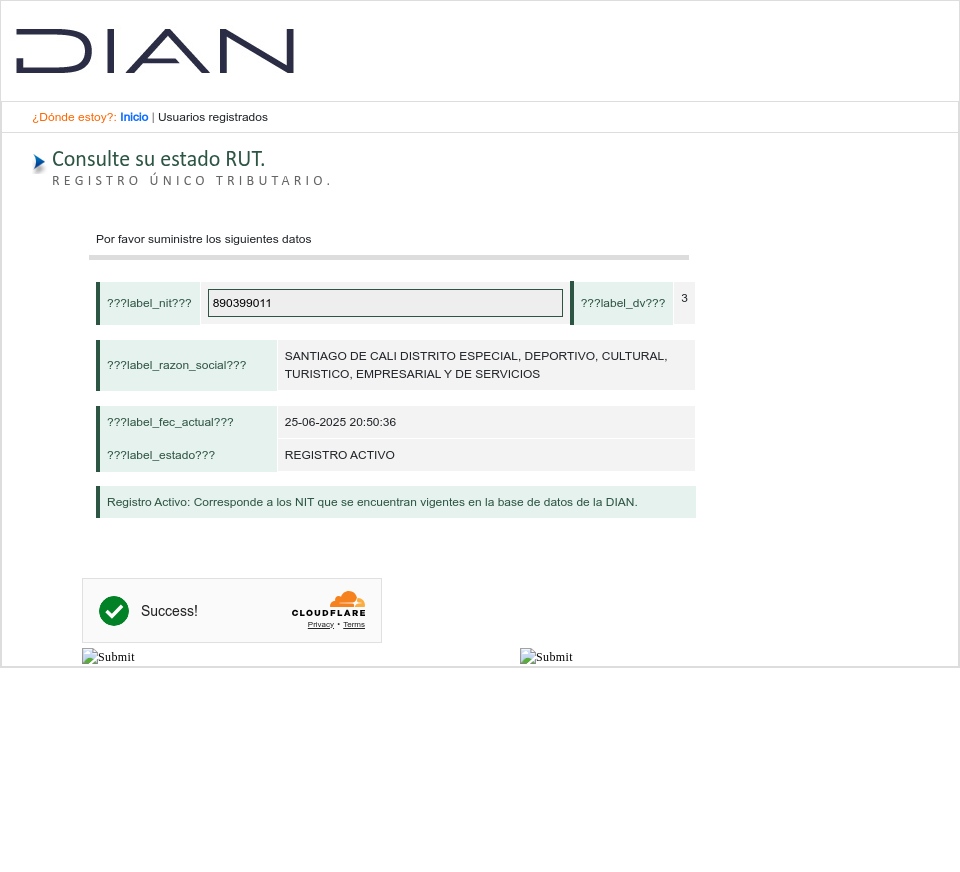 DIAN
¿Dónde estoy?: Inicio | Usuarios registrados
Consulte su estado RUT.
REGISTRO ÚNICO TRIBUTARIO.
Por favor suministre los siguientes datos
???label_nit??? 890399011 ???label_dv??? 3
???label_razon_social??? SANTIAGO DE CALI DISTRITO ESPECIAL, DEPORTIVO, CULTURAL,
TURISTICO, EMPRESARIAL Y DE SERVICIOS
???label_fec_actual??? 25-06-2025 20:50:36
???label_estado??? REGISTRO ACTIVO
Registro Activo: Corresponde a los NIT que se encuentran vigentes en la base de datos de la DIAN.
Success!
CLOUDFLARE
Privacy • Terms
Submit Submit